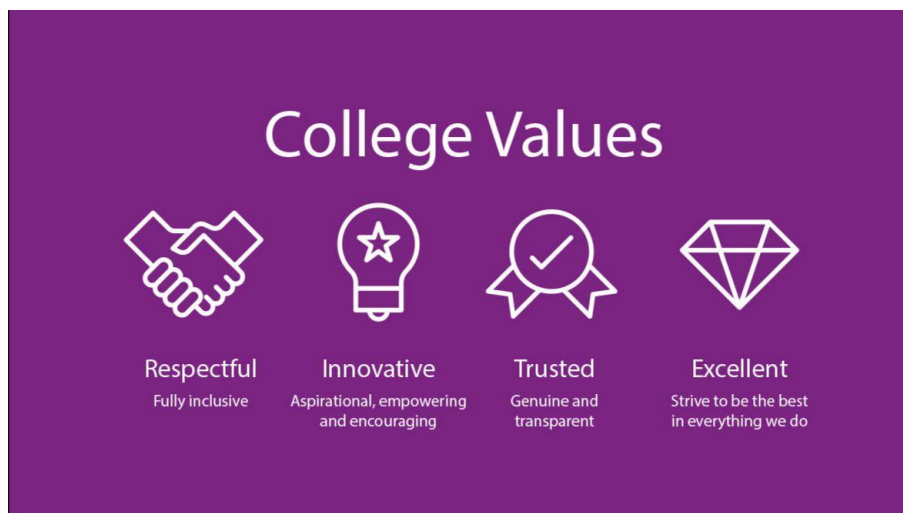 College Values
Respectful
Fully inclusive
Innovative
Aspirational, empowering
and encouraging
Trusted
Genuine and
transparent
Excellent
Strive to be the best
in everything we do